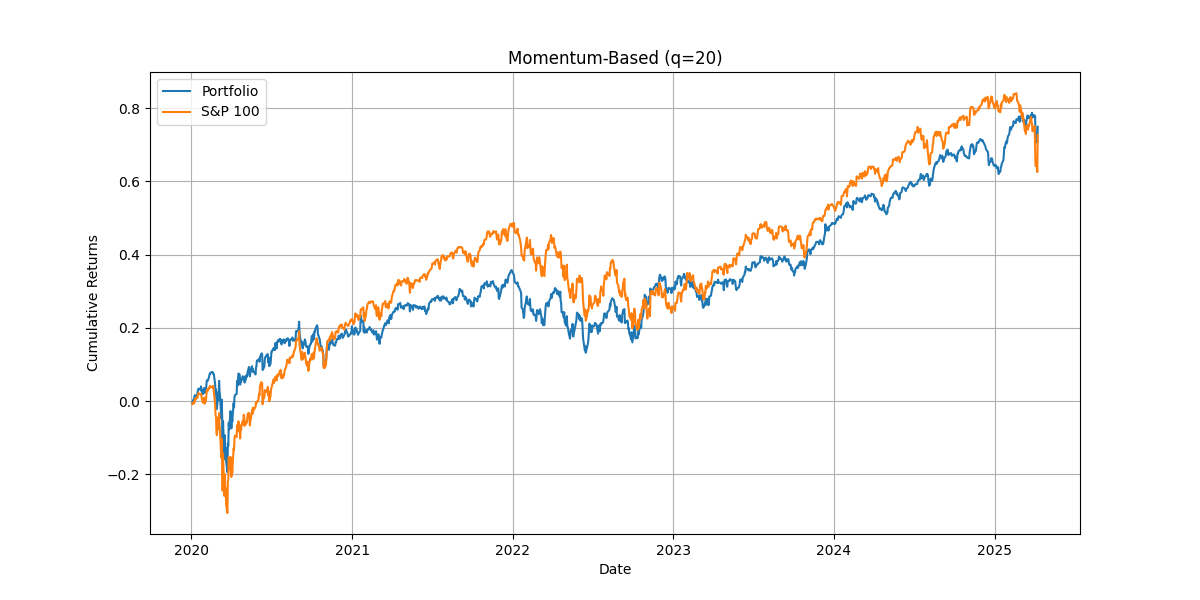 Momentum-Based (q=20)
Portfolio
S&P 100
Cumulative Returns
0.8
0.6
0.4
0.2
0.0
−0.2
2020 2021 2022 2023 2024 2025
Date